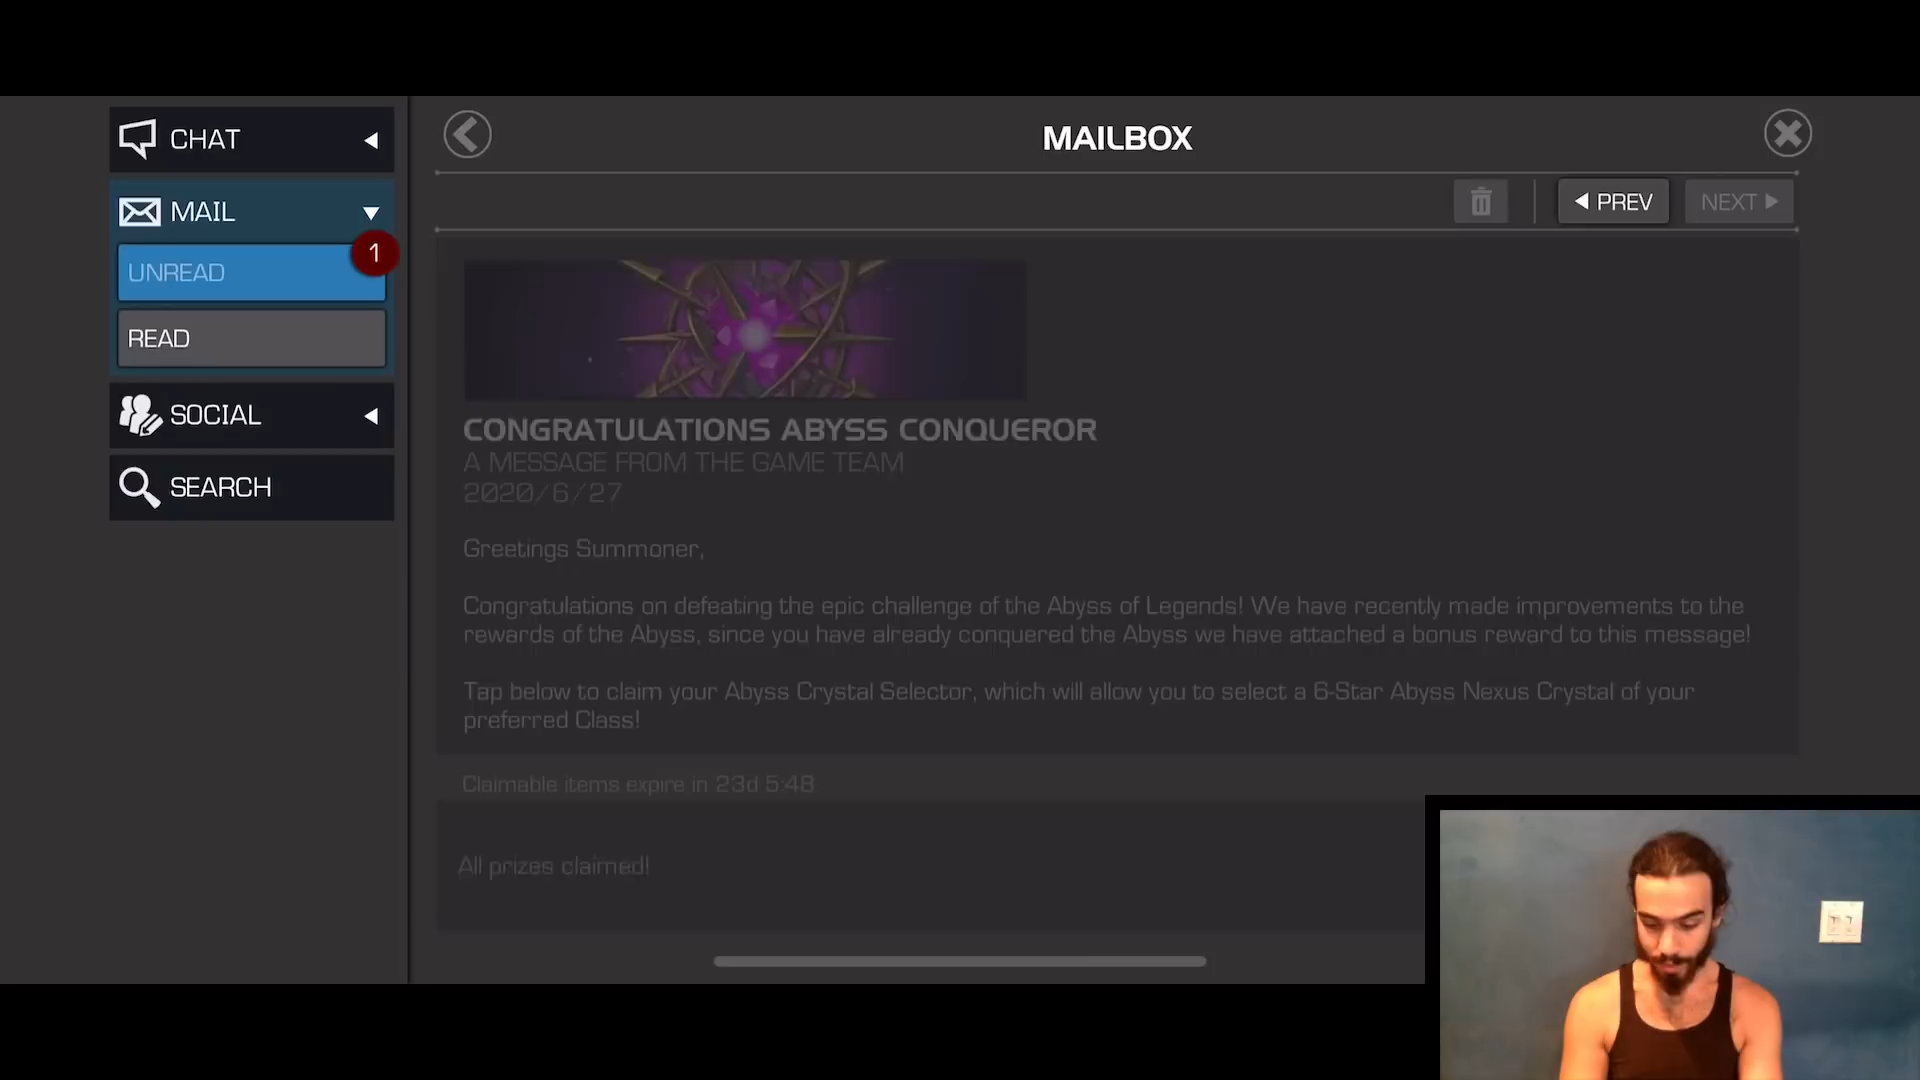 CHAT
MAIL
1
UNREAD
READ
SOCIAL
SEARCH
MAILBOX
PREV
NEXT
CONGRATULATIONS ABYSS CONQUEROR
A MESSAGE FROM THE GAME TEAM
2020/6/27
Greetings Summoner,
Congratulations on defeating the epic challenge of the Abyss of Legends! We have recently made improvements to the
rewards of the Abyss, since you have already conquered the Abyss we have attached a bonus reward to this message!
Tap below to claim your Abyss Crystal Selector, which will allow you to select a 6-Star Abyss Nexus Crystal of your
preferred Class!
Claimable items expire in 23d 5:48
All prizes claimed!